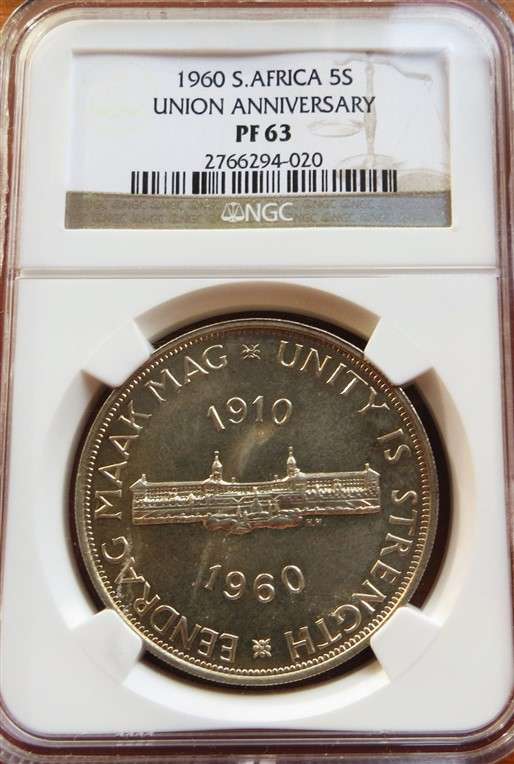 1960 S.AFRICA 5S
UNION ANNIVERSARY
PF 63
2766294-020
NGC
EENDRAG MAAK MAG UNITY IS STRENGTH
1910
1960